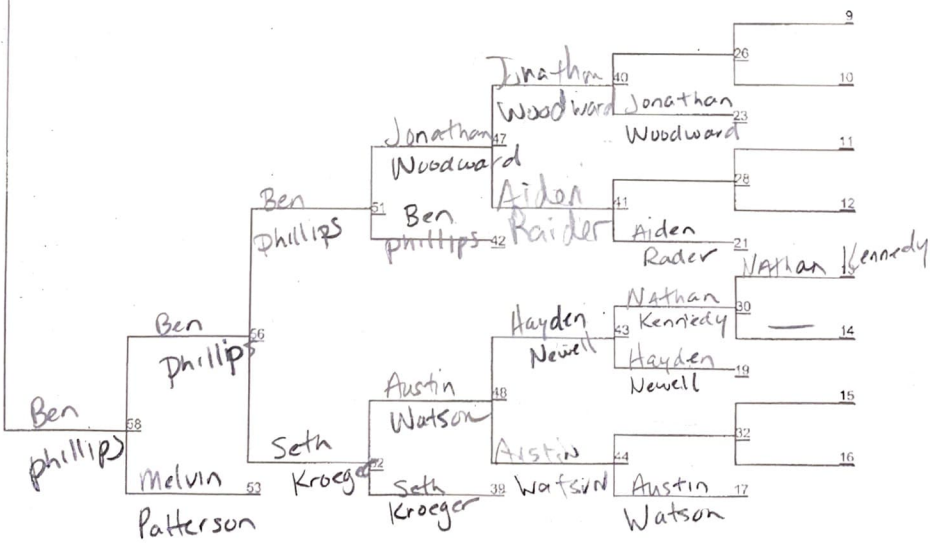 9
26
10
Jonathan 40
Woodward
Jonathan
23
Woodward
11
Jonathan 47
Woodward
28
12
Aiden 41
Raider
Ben
Phillips
51
Ben
phillips 42
Aiden 21
Rader
NAthan Kennedy
13
NAthan 30
Kennedy
14
Hayden 43
Newell
Hayden 19
Newell
Ben 56
Phillips
Austin 48
Watson
15
32
16
Ben 58
phillips
Seth 52
Kroeger
Austin 44
Watsin
Melvin 53
Patterson
Seth 39
Kroeger
Austin 17
Watson